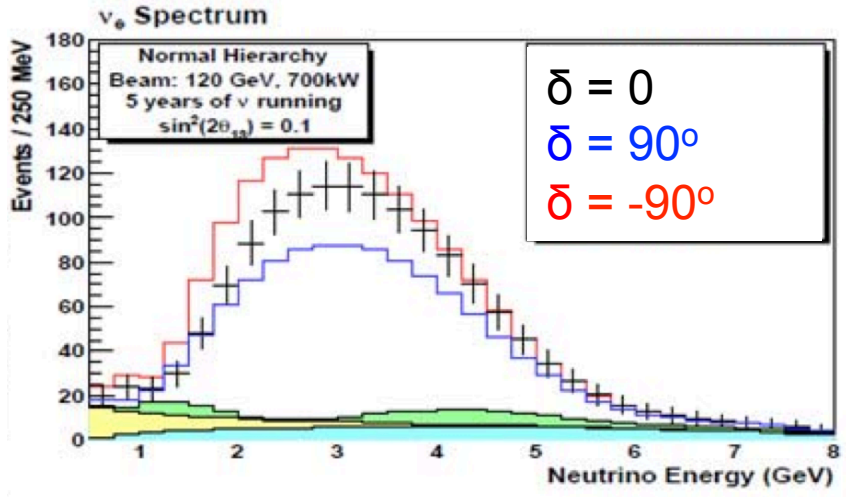 νe Spectrum
Events / 250 MeV
180
160
140
120
100
80
60
40
20
0
Normal Hierarchy
Beam: 120 GeV, 700kW
5 years of ν running
sin²(2θ₁₃) = 0.1
δ = 0
δ = 90º
δ = -90º
1 2 3 4 5 6 7 8
Neutrino Energy (GeV)